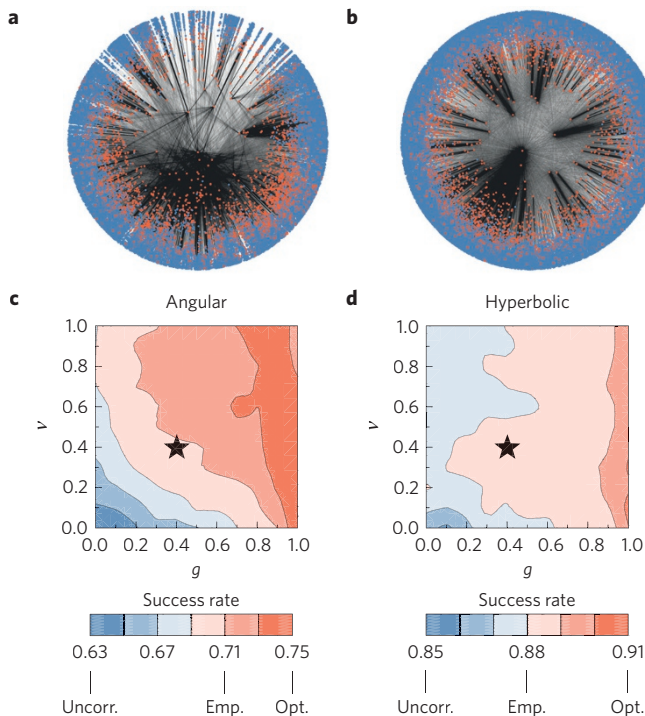 a
b
c Angular
1.0
0.8
0.6
0.4
0.2
0.0
ν
0.0 0.2 0.4 0.6 0.8 1.0
g
Success rate
0.63 0.67 0.71 0.75
Uncorr. Emp. Opt.
d Hyperbolic
1.0
0.8
0.6
0.4
0.2
0.0
ν
0.0 0.2 0.4 0.6 0.8 1.0
g
Success rate
0.85 0.88 0.91
Uncorr. Emp. Opt.